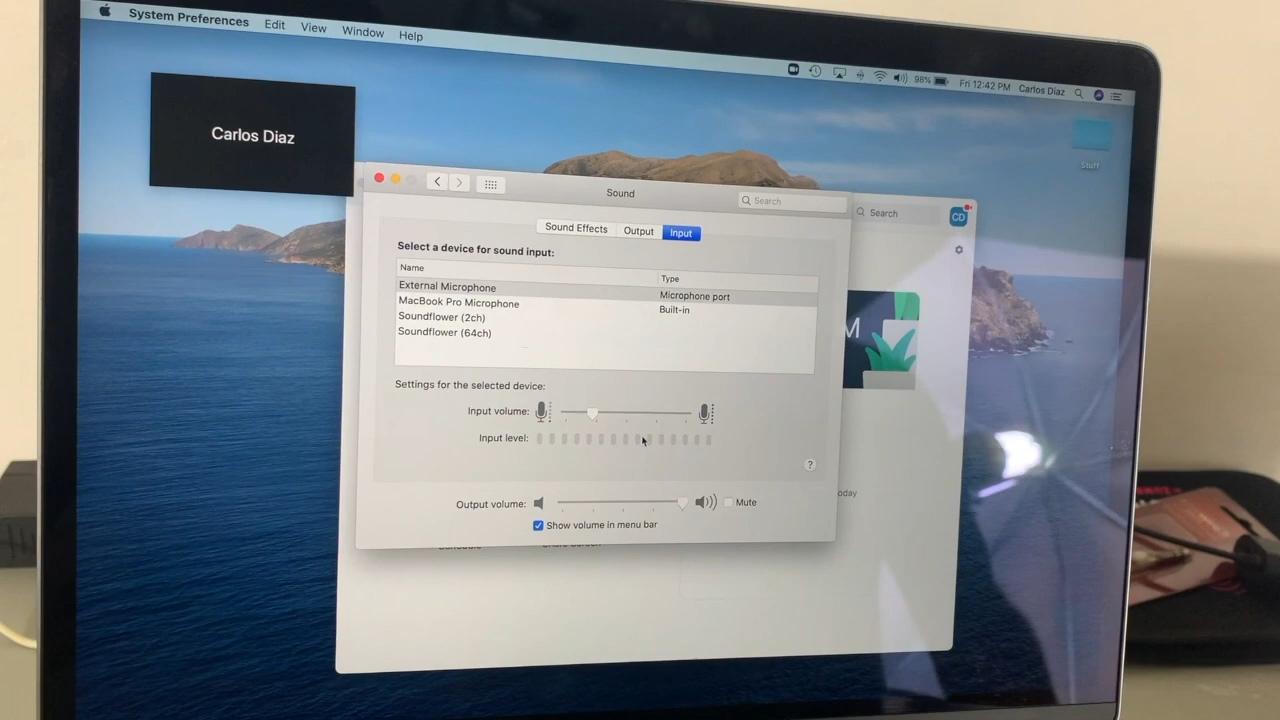 System Preferences Edit View Window Help
98% Fri 12:42 PM Carlos Diaz
Carlos Diaz
Stuff
Sound
Search
Search
CD
Sound Effects Output Input
Select a device for sound input:
Name Type
External Microphone Microphone port
MacBook Pro Microphone Built-in
Soundflower (2ch)
Soundflower (64ch)
M
Settings for the selected device:
Input volume:
Input level:
?
oday
Output volume: Mute
Show volume in menu bar